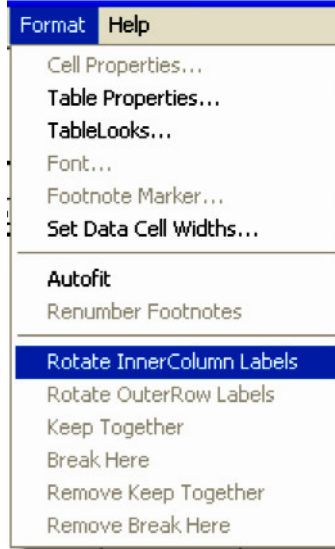 Format Help
Cell Properties...
Table Properties...
TableLooks...
Font...
Footnote Marker...
Set Data Cell Widths...
Autofit
Renumber Footnotes
Rotate InnerColumn Labels
Rotate OuterRow Labels
Keep Together
Break Here
Remove Keep Together
Remove Break Here